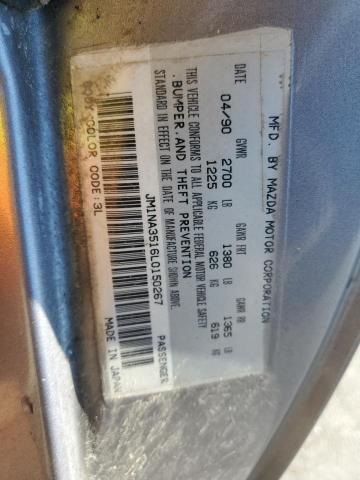 MFD. BY MAZDA MOTOR CORPORATION
DATE GVWR GAWR FR GAWR RR
04/90 2700 LB 1380 LB 1365 LB
1225 KG 626 KG 619 KG
THIS VEHICLE CONFORMS TO ALL APPLICABLE FEDERAL MOTOR VEHICLE SAFETY
.BUMPER.AND THEFT PREVENTION
STANDARD IN EFFECT ON THE DATE OF MANUFACTURE SHOWN ABOVE.
JM1NA3516L0150267 PASSENGER
BODY COLOR CODE:3L MADE IN JAPAN